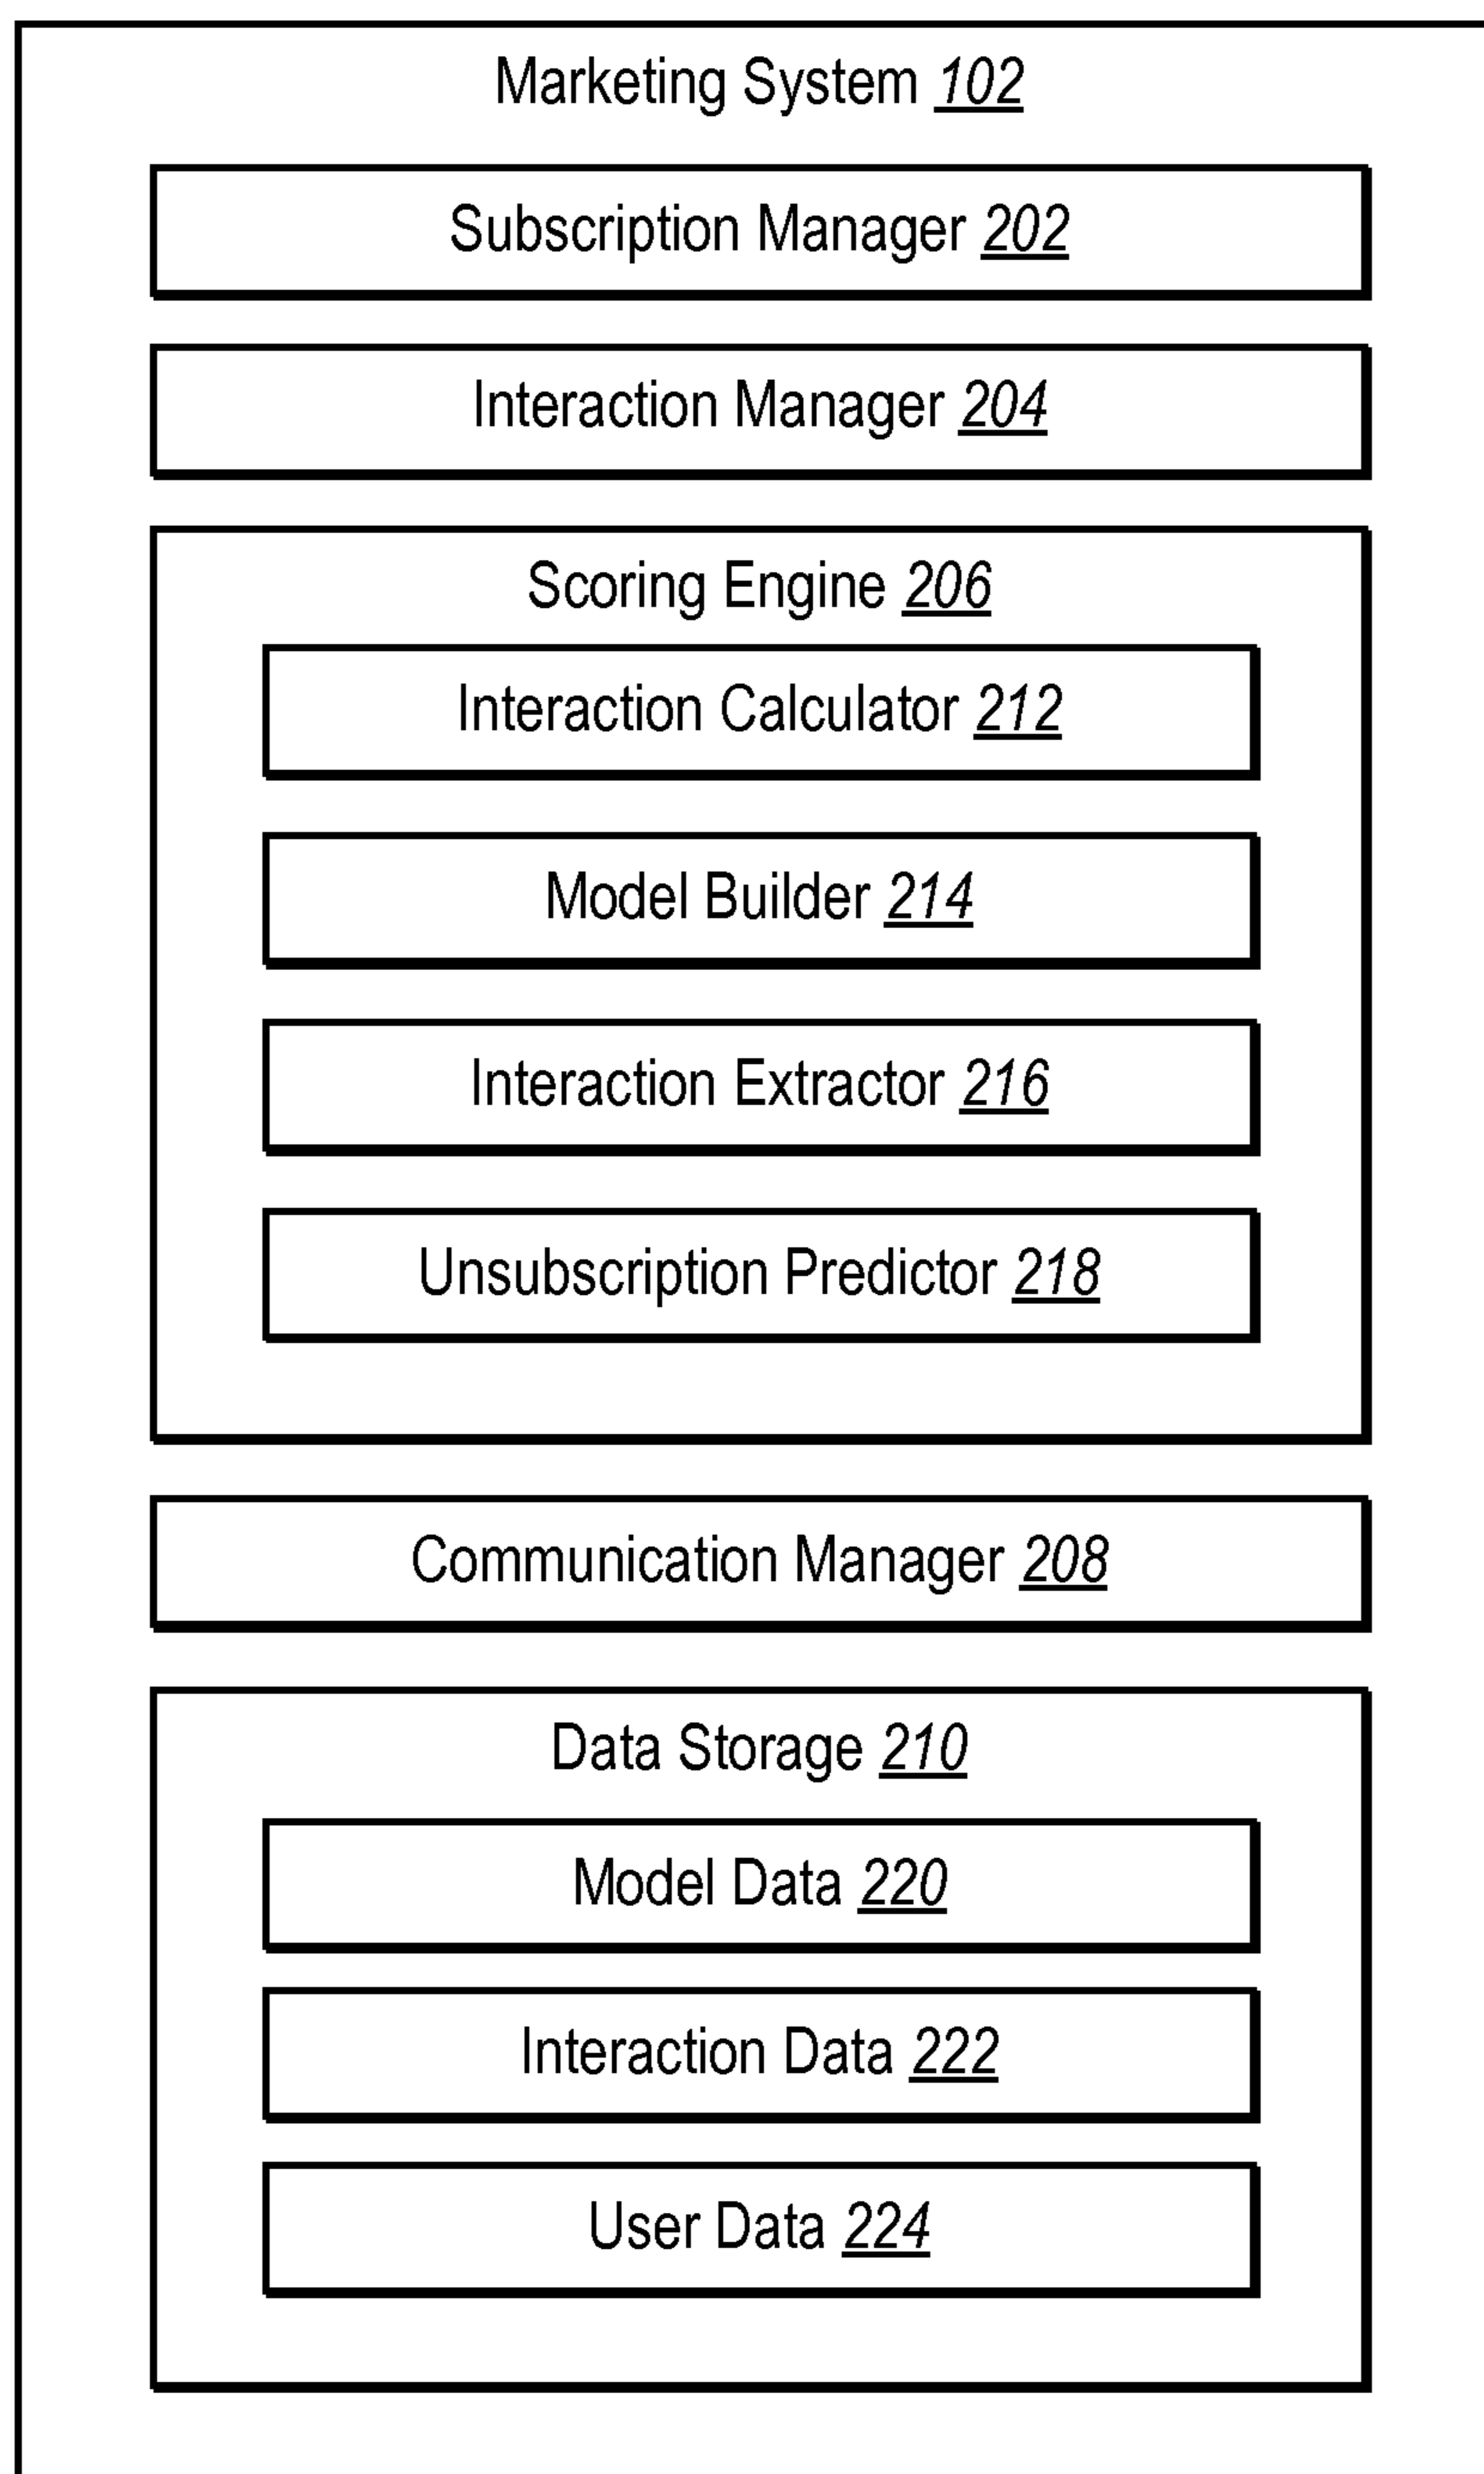 Marketing System 102
Subscription Manager 202
Interaction Manager 204
Scoring Engine 206
Interaction Calculator 212
Model Builder 214
Interaction Extractor 216
Unsubscription Predictor 218
Communication Manager 208
Data Storage 210
Model Data 220
Interaction Data 222
User Data 224